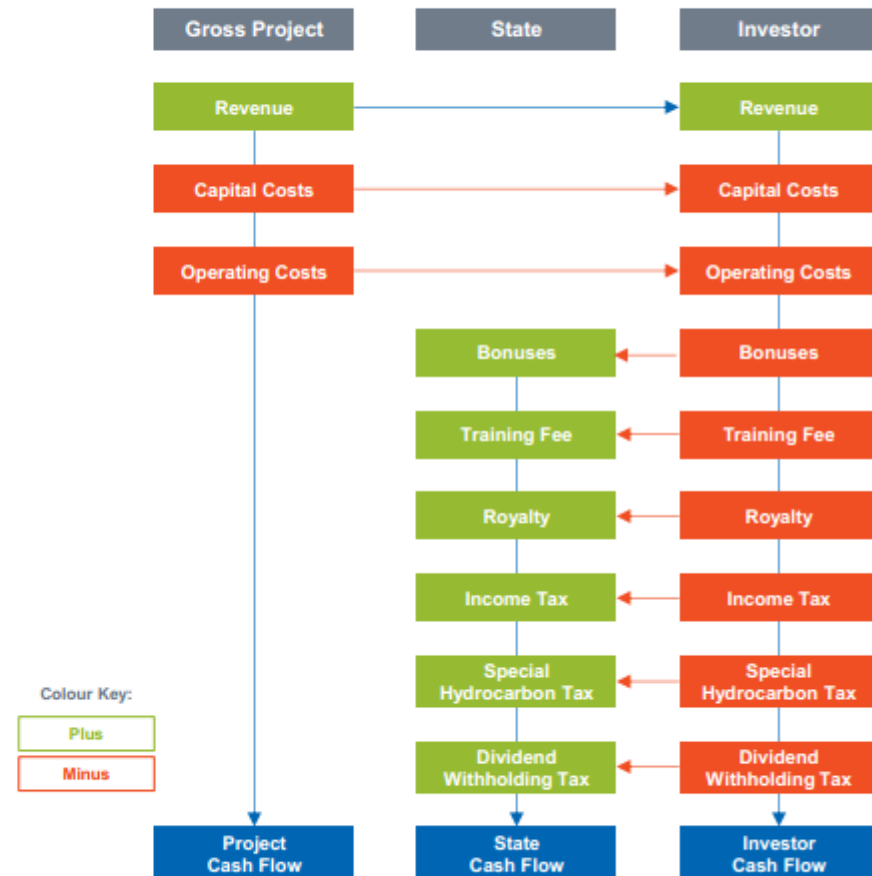 Gross Project
State
Investor
Revenue
Revenue
Capital Costs
Capital Costs
Operating Costs
Operating Costs
Bonuses
Bonuses
Training Fee
Training Fee
Royalty
Royalty
Income Tax
Income Tax
Special
Hydrocarbon Tax
Special
Hydrocarbon Tax
Colour Key:
Plus
Minus
Dividend
Withholding Tax
Dividend
Withholding Tax
Project
Cash Flow
State
Cash Flow
Investor
Cash Flow